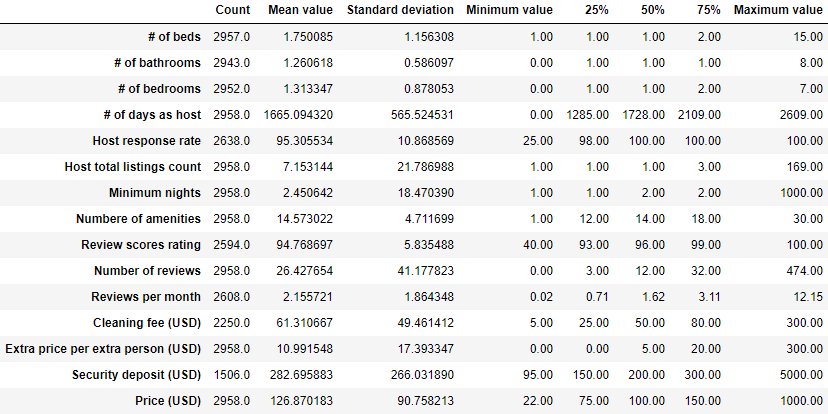 Count Mean value Standard deviation Minimum value 25% 50% 75% Maximum value
# of beds 2957.0 1.750085 1.156308 1.00 1.00 1.00 2.00 15.00
# of bathrooms 2943.0 1.260618 0.586097 0.00 1.00 1.00 1.00 8.00
# of bedrooms 2952.0 1.313347 0.878053 0.00 1.00 1.00 2.00 7.00
# of days as host 2958.0 1665.094320 565.524531 0.00 1285.00 1728.00 2109.00 2609.00
Host response rate 2638.0 95.305534 10.868569 25.00 98.00 100.00 100.00 100.00
Host total listings count 2958.0 7.153144 21.786988 1.00 1.00 1.00 3.00 169.00
Minimum nights 2958.0 2.450642 18.470390 1.00 1.00 2.00 2.00 1000.00
Numbere of amenities 2958.0 14.573022 4.711699 1.00 12.00 14.00 18.00 30.00
Review scores rating 2594.0 94.768697 5.835488 40.00 93.00 96.00 99.00 100.00
Number of reviews 2958.0 26.427654 41.177823 0.00 3.00 12.00 32.00 474.00
Reviews per month 2608.0 2.155721 1.864348 0.02 0.71 1.62 3.11 12.15
Cleaning fee (USD) 2250.0 61.310667 49.461412 5.00 25.00 50.00 80.00 300.00
Extra price per extra person (USD) 2958.0 10.991548 17.393347 0.00 0.00 5.00 20.00 300.00
Security deposit (USD) 1506.0 282.695883 266.031890 95.00 150.00 200.00 300.00 5000.00
Price (USD) 2958.0 126.870183 90.758213 22.00 75.00 100.00 150.00 1000.00